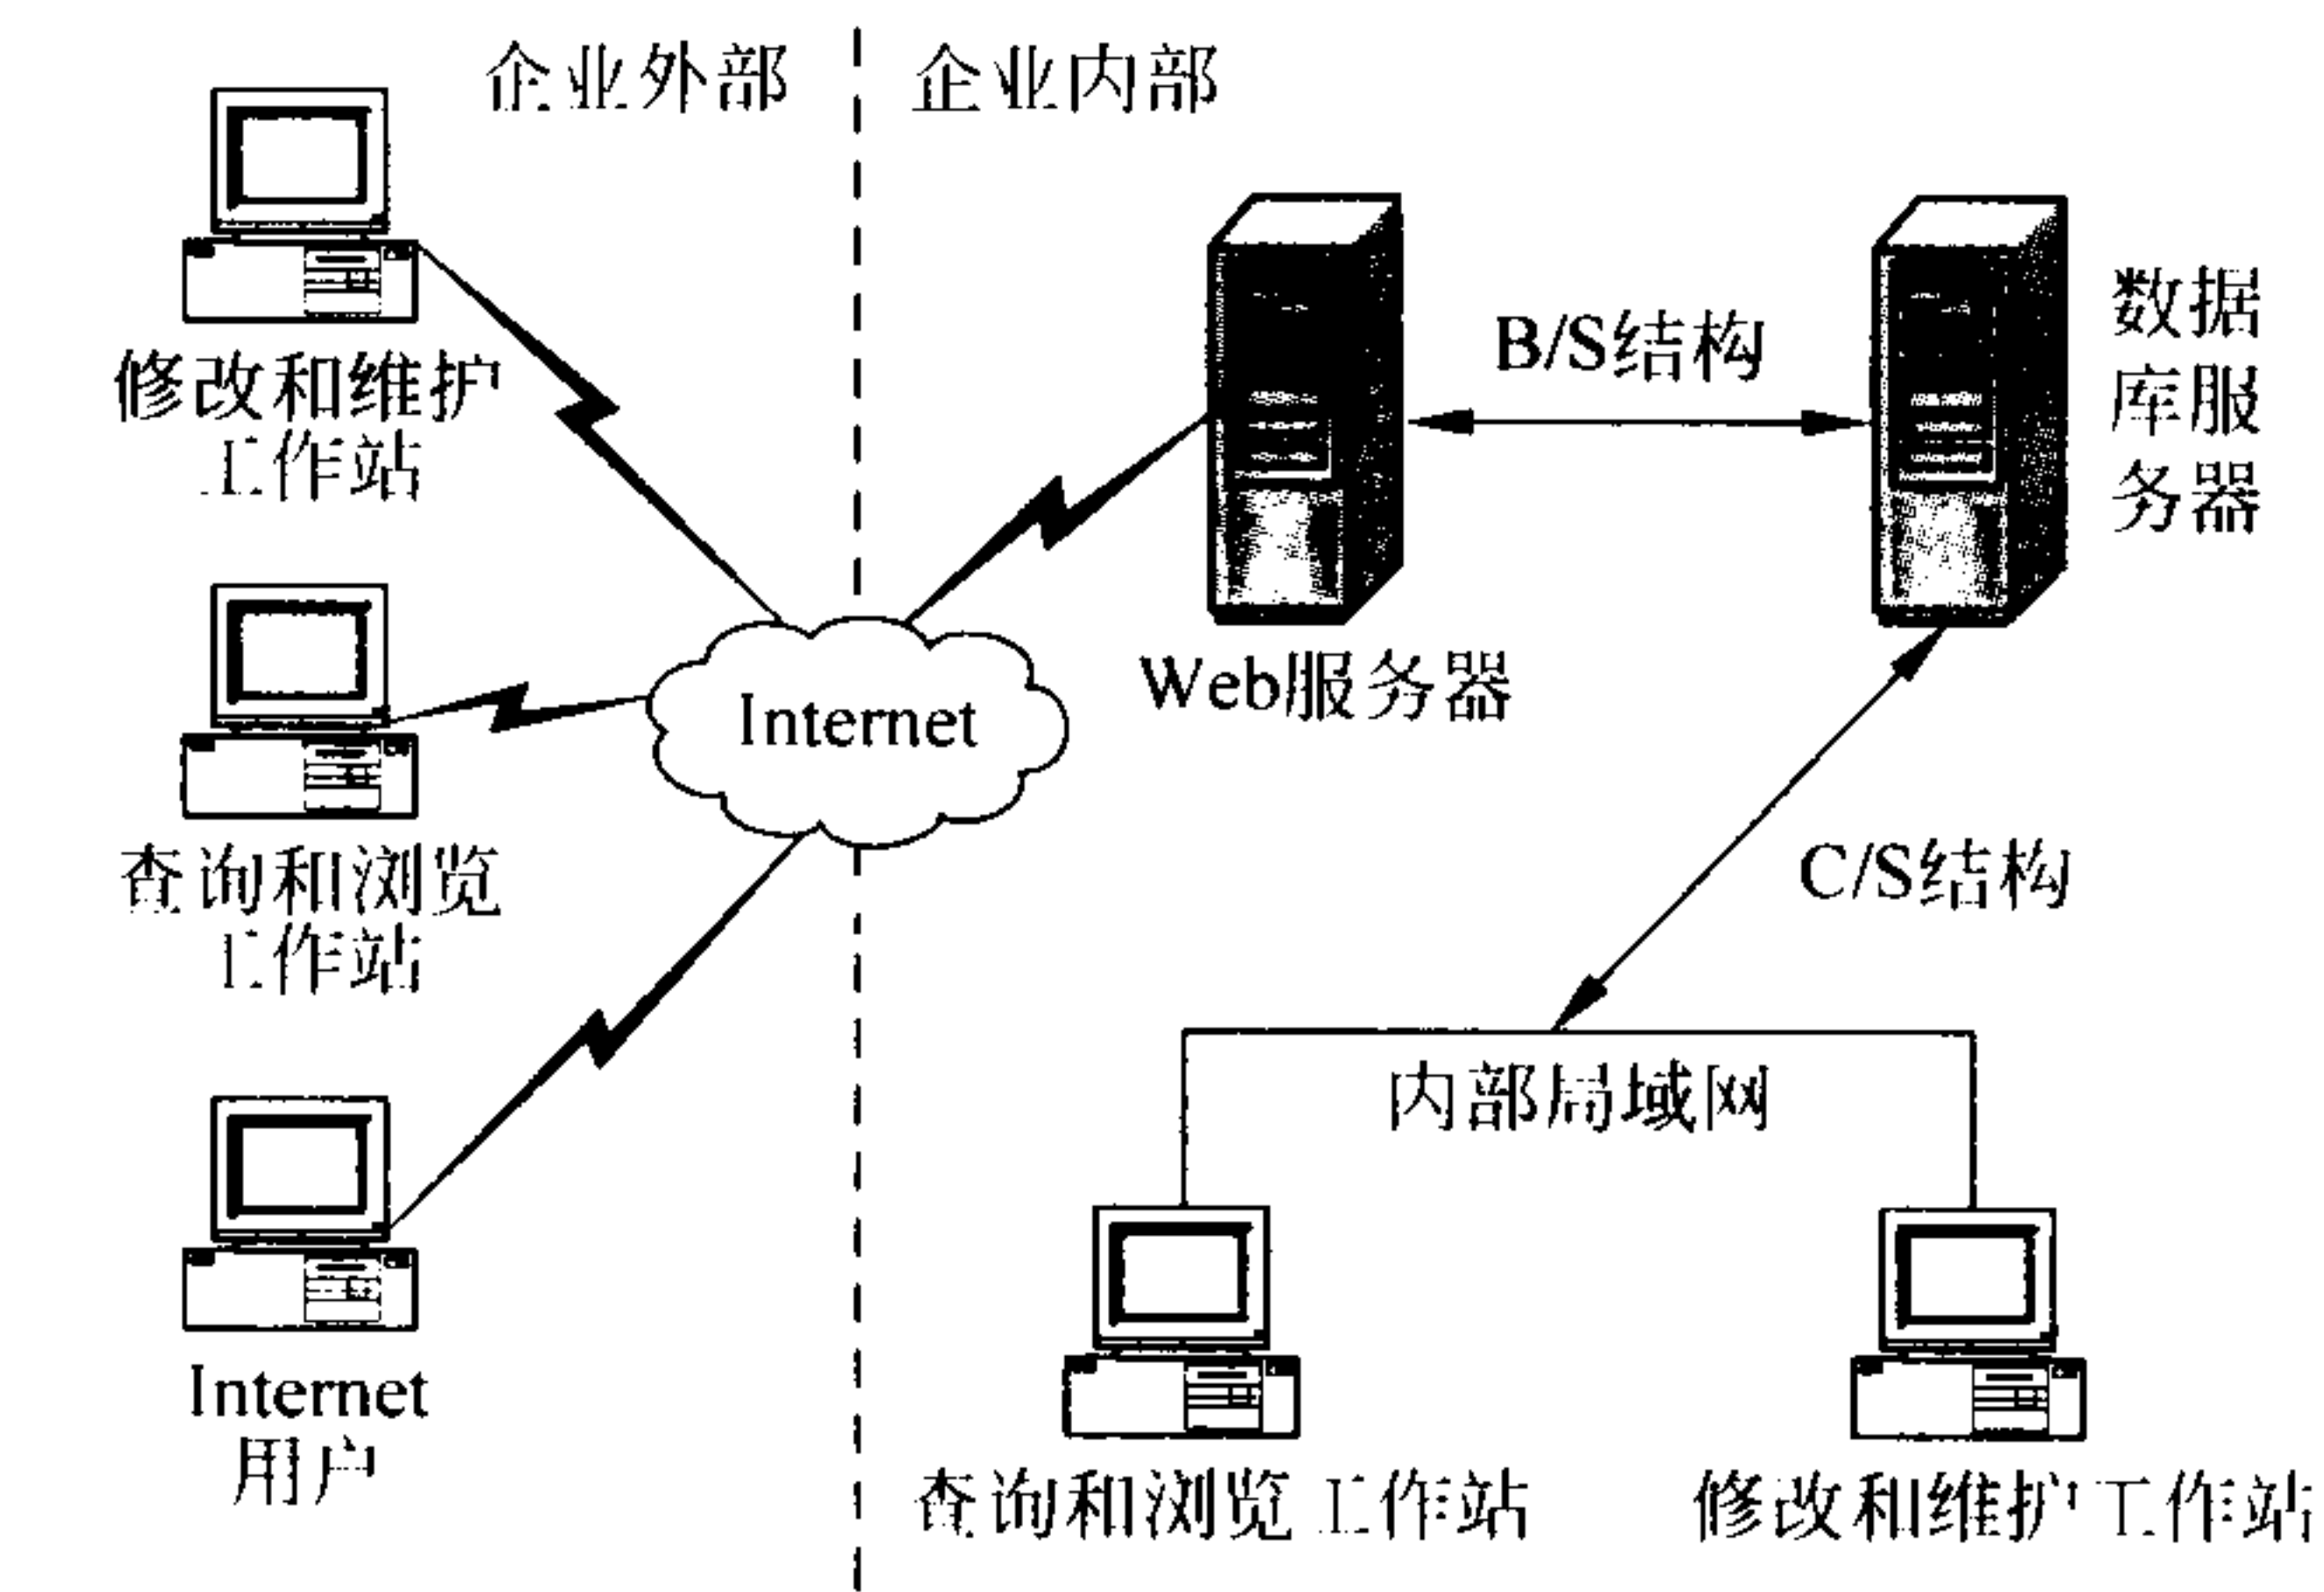 企业外部
企业内部
修改和维护
工作站
B/S结构
数据
库服
务器
Web服务器
Internet
查询和浏览
工作站
C/S结构
内部局域网
Internet
用户
查询和浏览工作站
修改和维护工作站